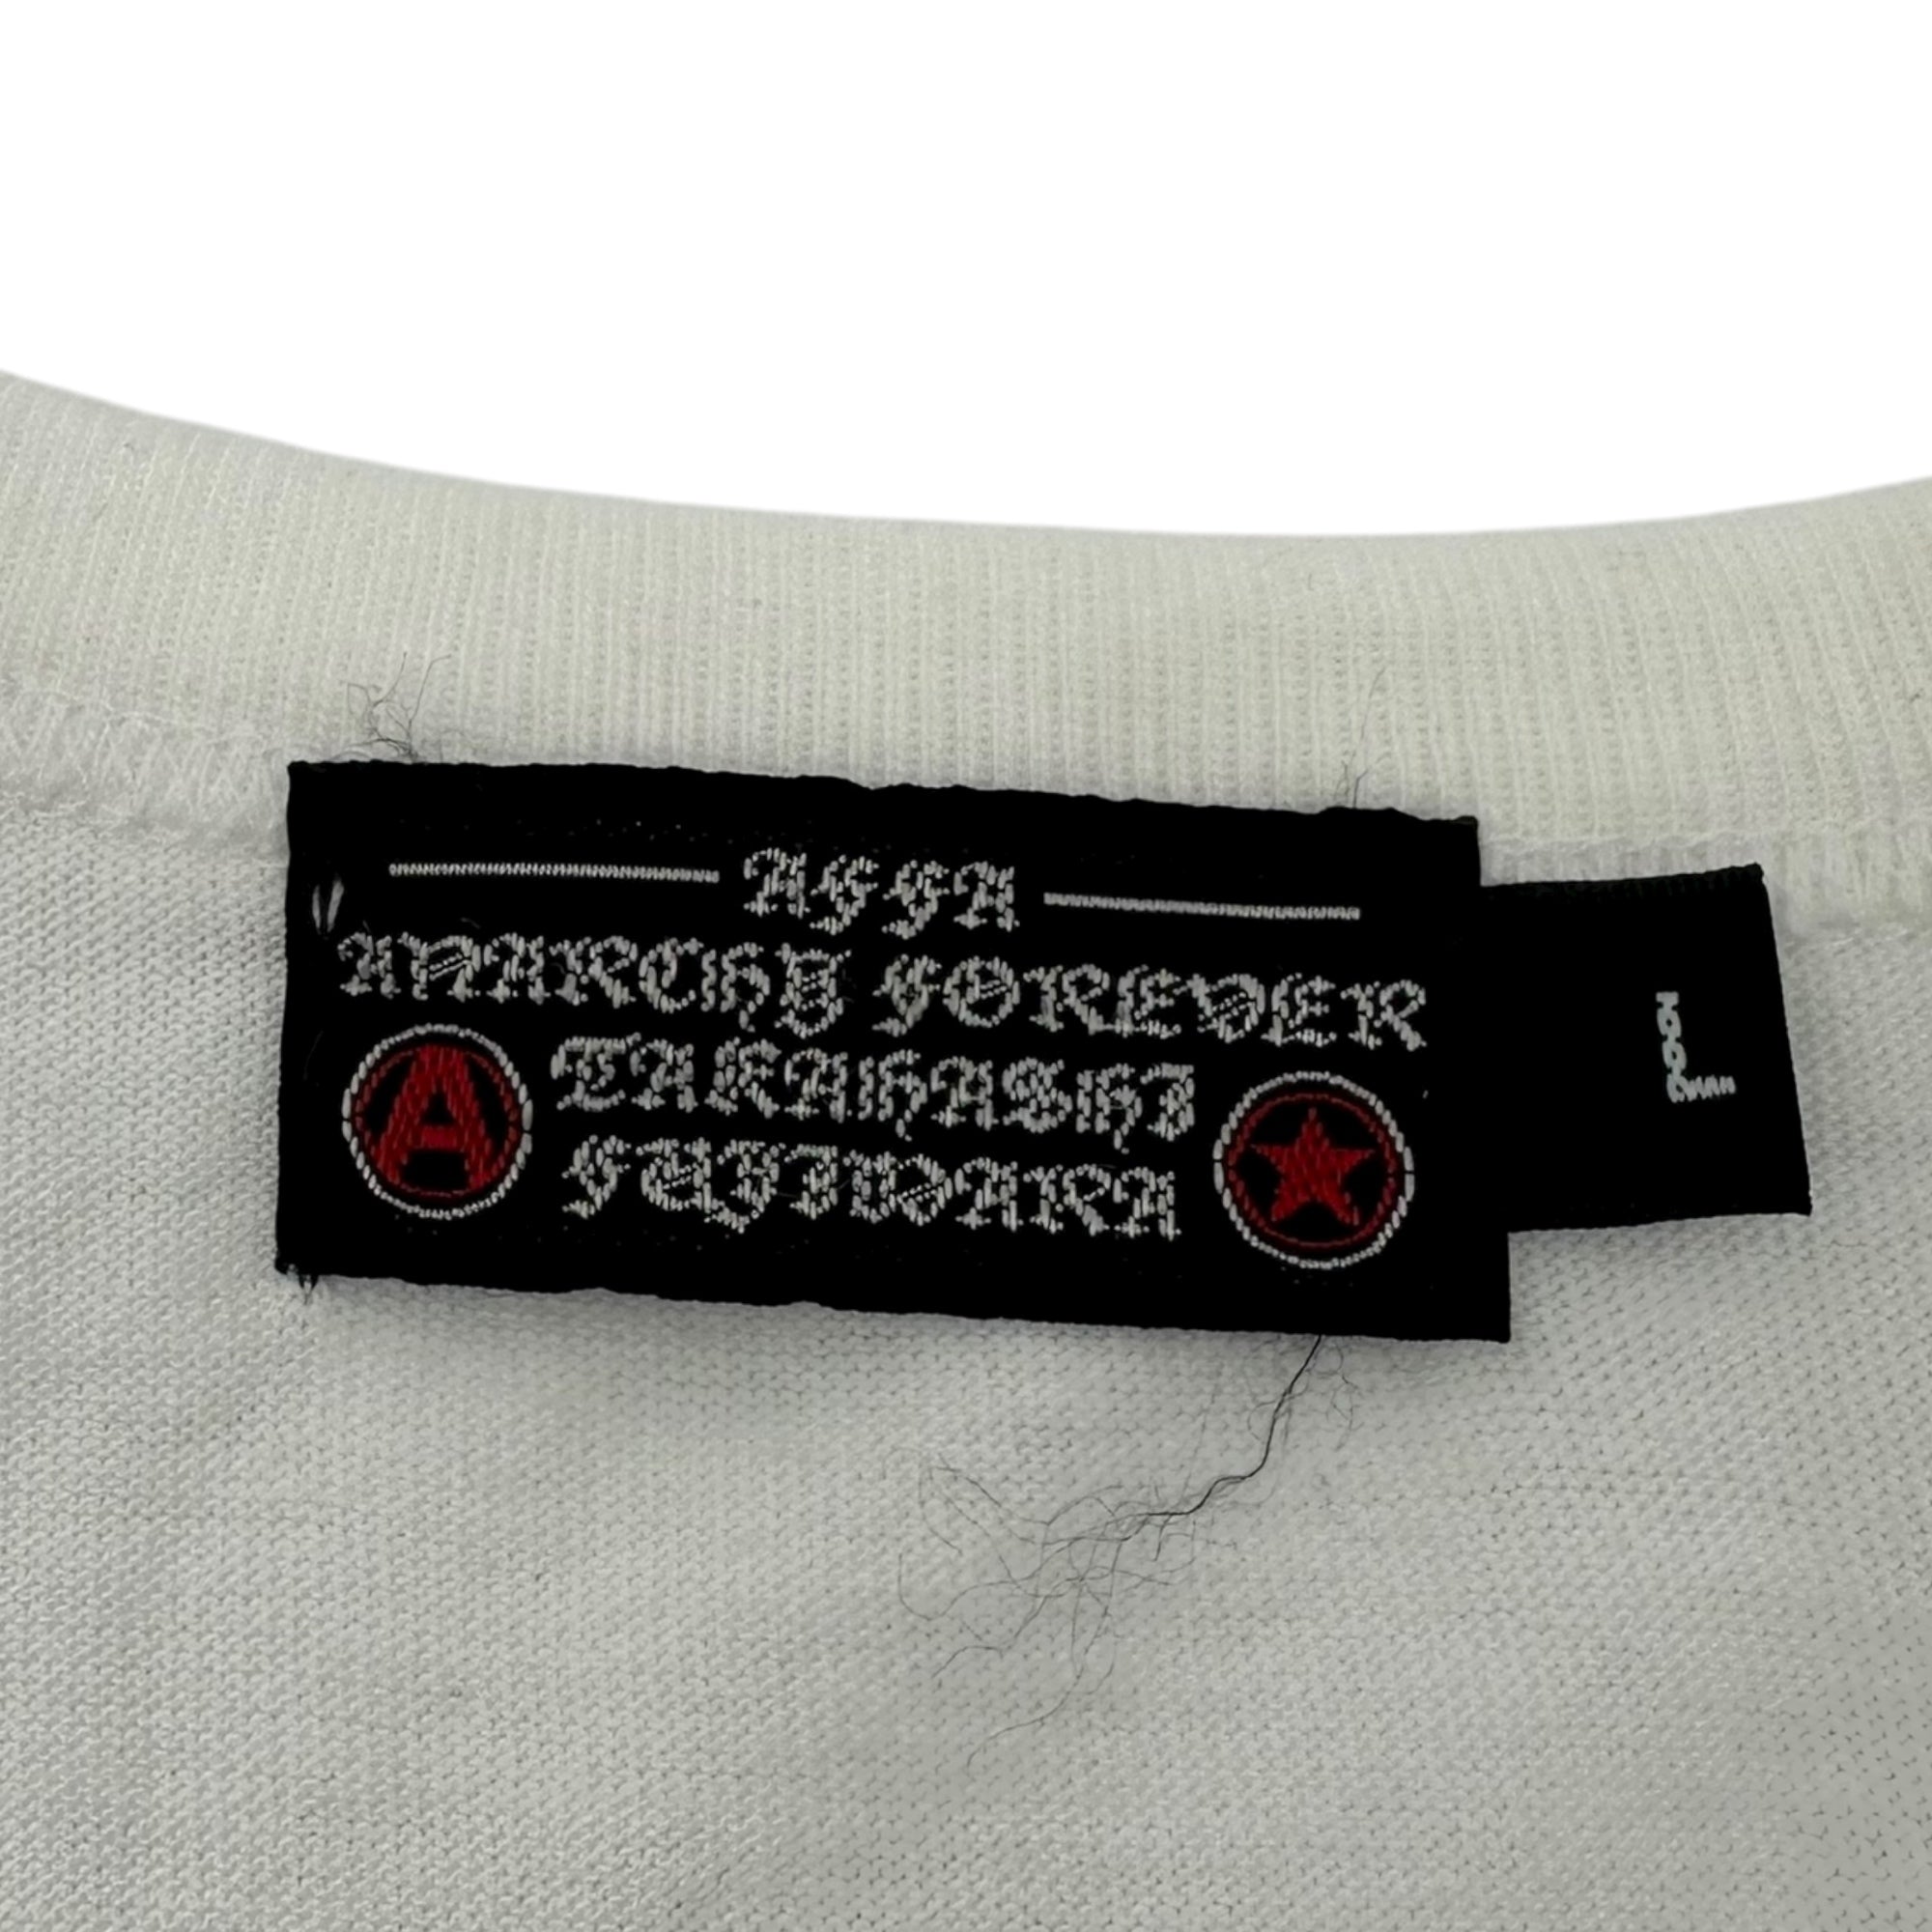 AFFA
ANARCHY FOREVER
TAKAHASHI
FUJIWARA
A
L